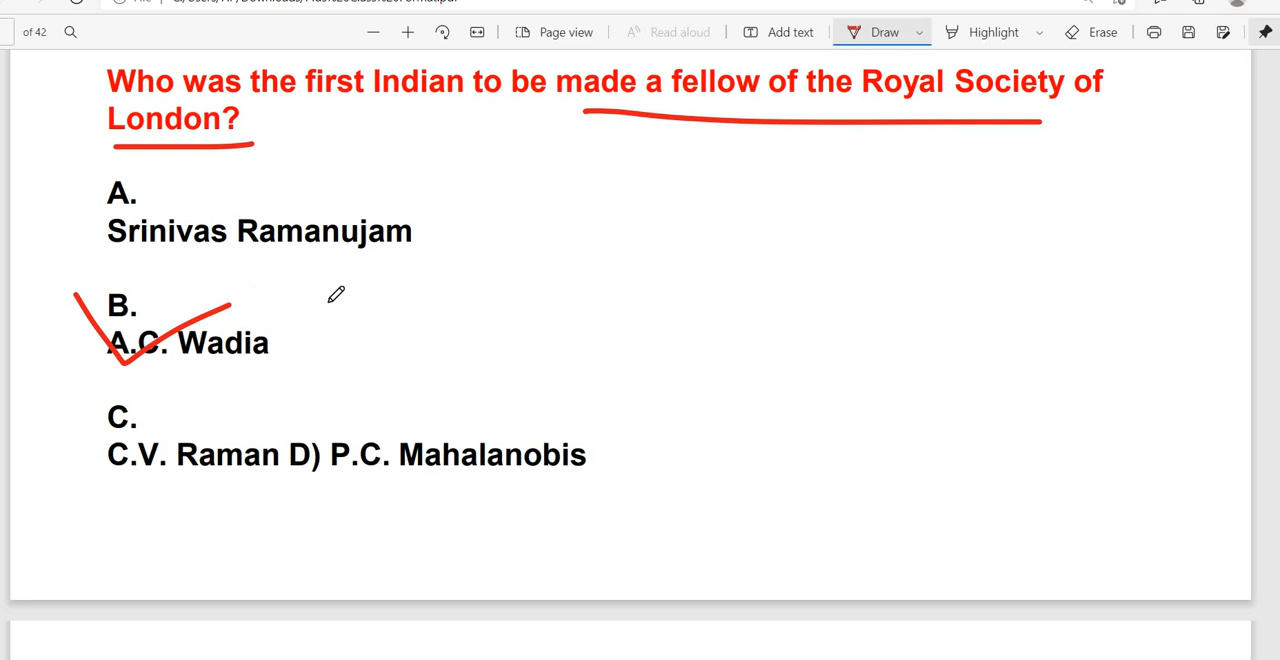 of 42
Page view
Read aloud
Add text
Draw
Highlight
Erase
Who was the first Indian to be made a fellow of the Royal Society of
London?
A.
Srinivas Ramanujam
B.
A.C. Wadia
C.
C.V. Raman D) P.C. Mahalanobis